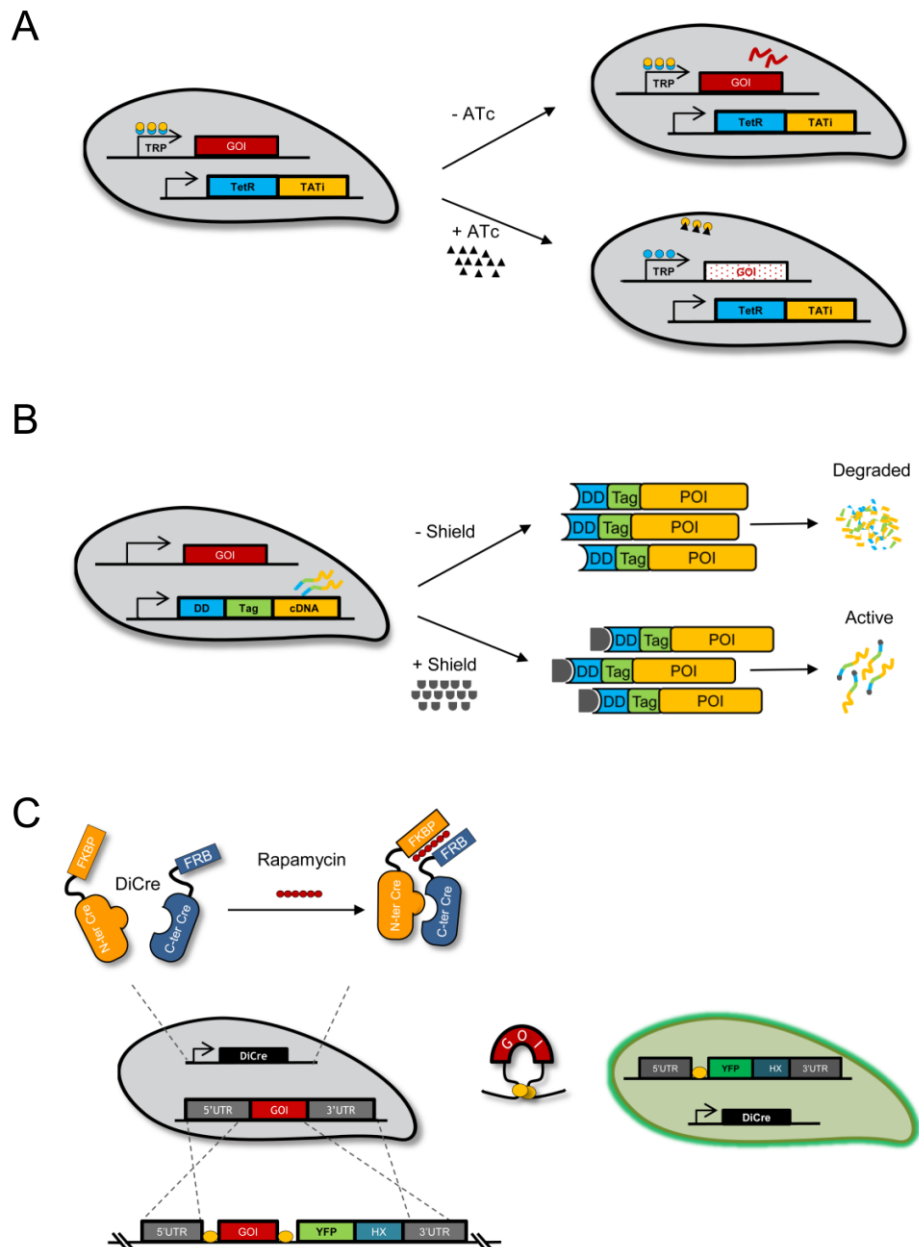 A
TRP
GOI
TetR TATi
- ATc
+ ATc
TRP
GOI
TetR TATi
TRP
GOI
TetR TATi
B
GOI
DD Tag cDNA
- Shield
+ Shield
DD Tag POI
DD Tag POI
DD Tag POI
Degraded
DD Tag POI
DD Tag POI
DD Tag POI
Active
C
FKBP
N-ter Cre
DiCre
FRB
C-ter Cre
Rapamycin
FKBP
FRB
N-ter Cre
C-ter Cre
DiCre
5'UTR GOI 3'UTR
5'UTR GOI YFP HX 3'UTR
GOI
5'UTR YFP HX 3'UTR
DiCre